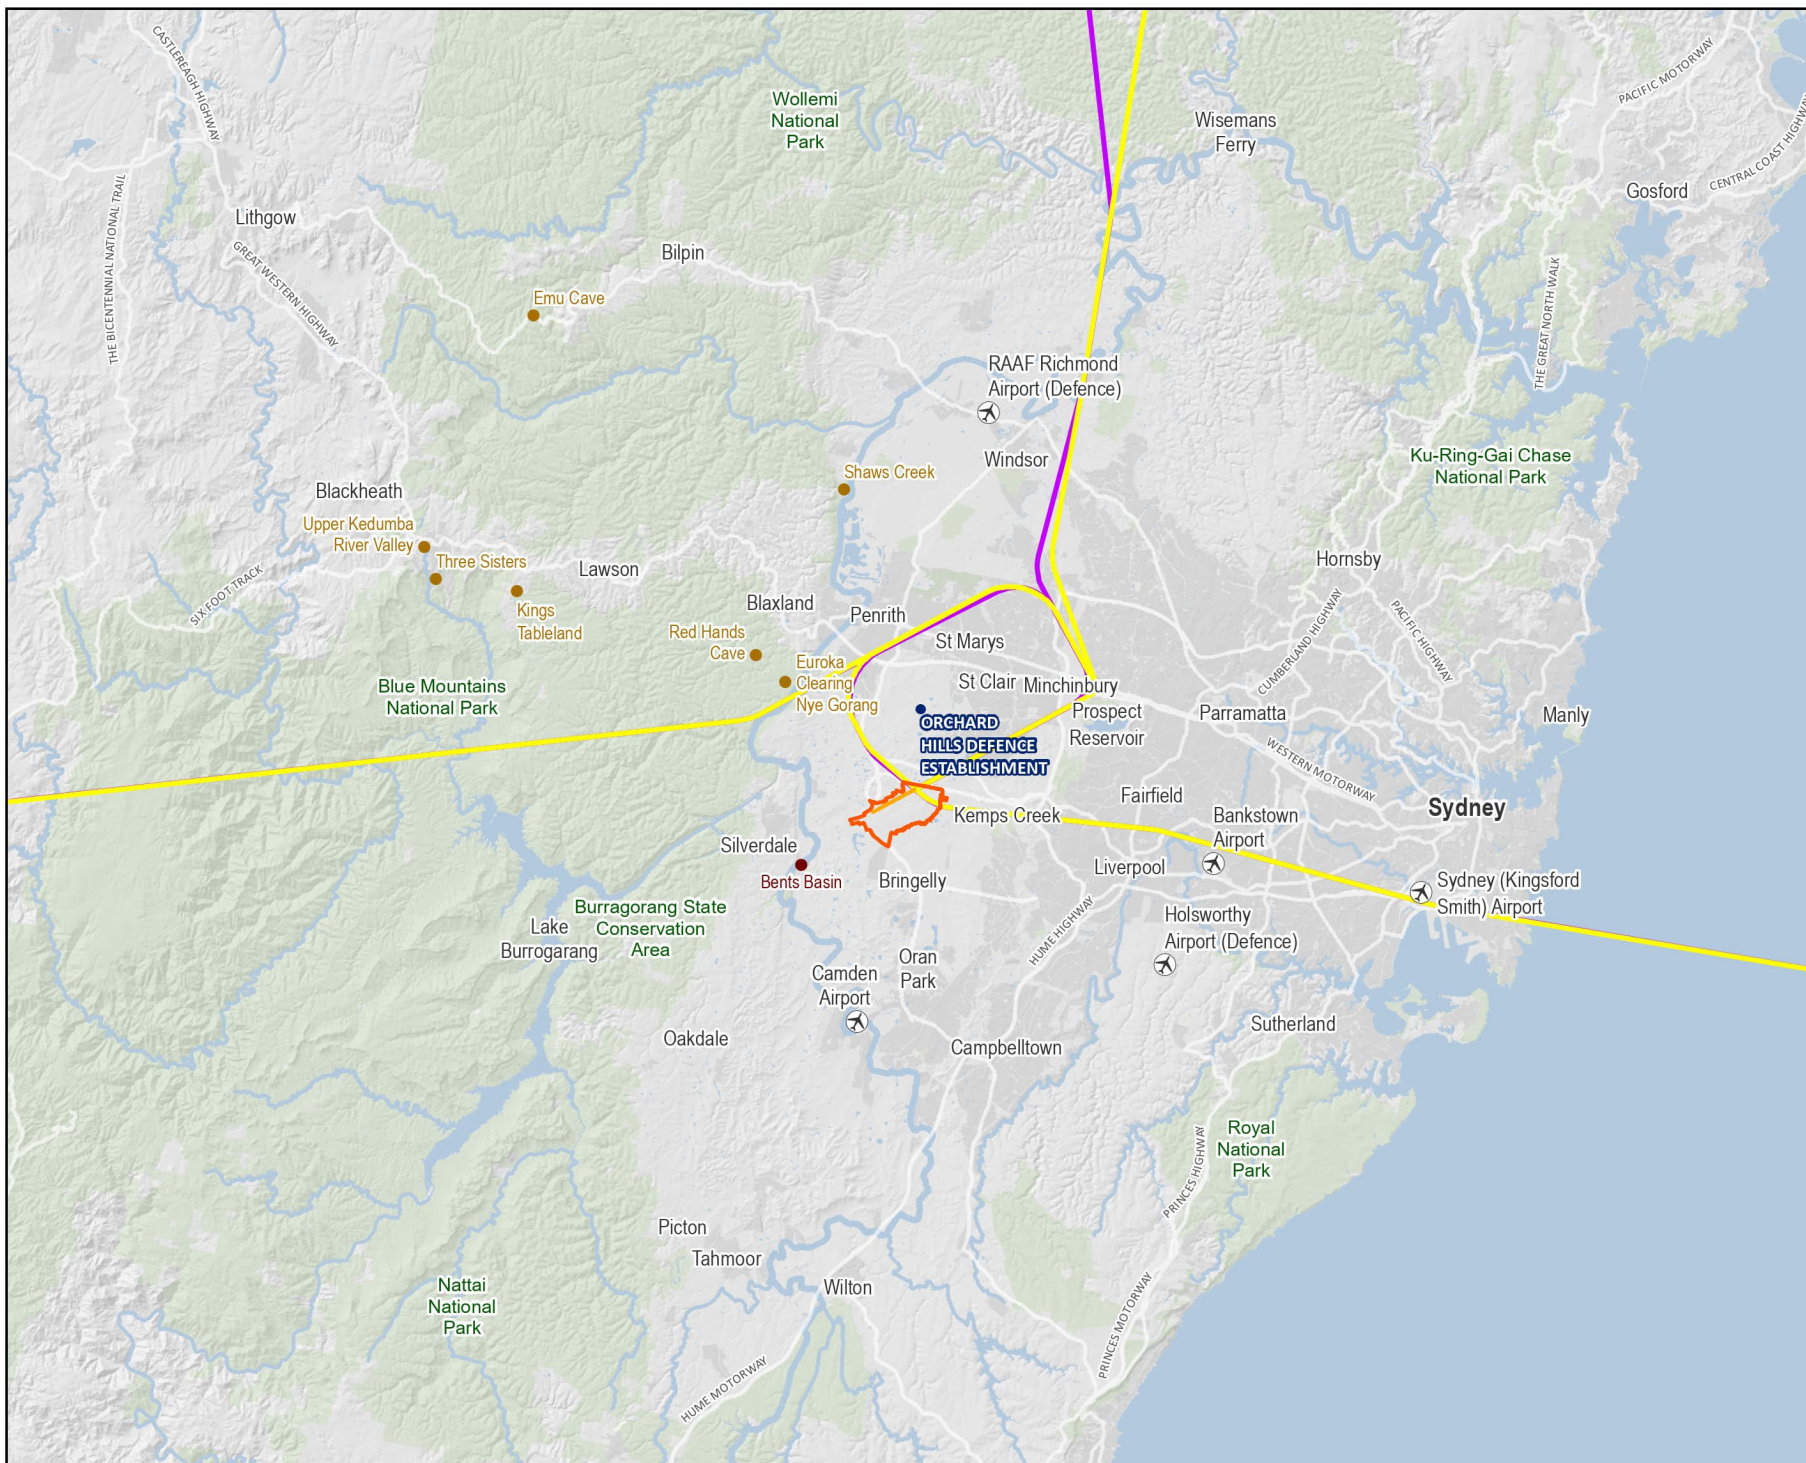 CASTLEREAGH HIGHWAY
PACIFIC MOTORWAY
CENTRAL COAST HIGHWAY
Wollemi
National
Park
Wisemans
Ferry
Gosford
THE BICENTENNIAL NATIONAL TRAIL
Lithgow
GREAT WESTERN HIGHWAY
Bilpin
Emu Cave
THE GREAT NORTH WALK
RAAF Richmond
Airport (Defence)
Windsor
Shaws Creek
Ku-Ring-Gai Chase
National Park
Blackheath
Upper Kedumba
River Valley
Three Sisters
Lawson
SIX FOOT TRACK
Kings
Tableland
Blaxland
Penrith
Hornsby
CUMBERLAND HIGHWAY
PACIFIC HIGHWAY
Red Hands
Cave
St Marys
Euroka
Clearing
Nye Gorang
St Clair
Minchinbury
Blue Mountains
National Park
Prospect
Reservoir
Parramatta
Manly
ORCHARD
HILLS DEFENCE
ESTABLISHMENT
WESTERN MOTORWAY
Fairfield
Sydney
Kemps Creek
Bankstown
Airport
Silverdale
Bents Basin
Bringelly
Liverpool
Sydney (Kingsford
Smith) Airport
Burragorang State
Conservation
Area
Lake
Burrogarang
HUME HIGHWAY
Holsworthy
Airport (Defence)
Oran
Park
Camden
Airport
Oakdale
Campbelltown
Sutherland
Royal
National
Park
PRINCES HIGHWAY
Picton
Tahmoor
Wilton
Nattai
National
Park
PRINCES MOTORWAY
HUME MOTORWAY